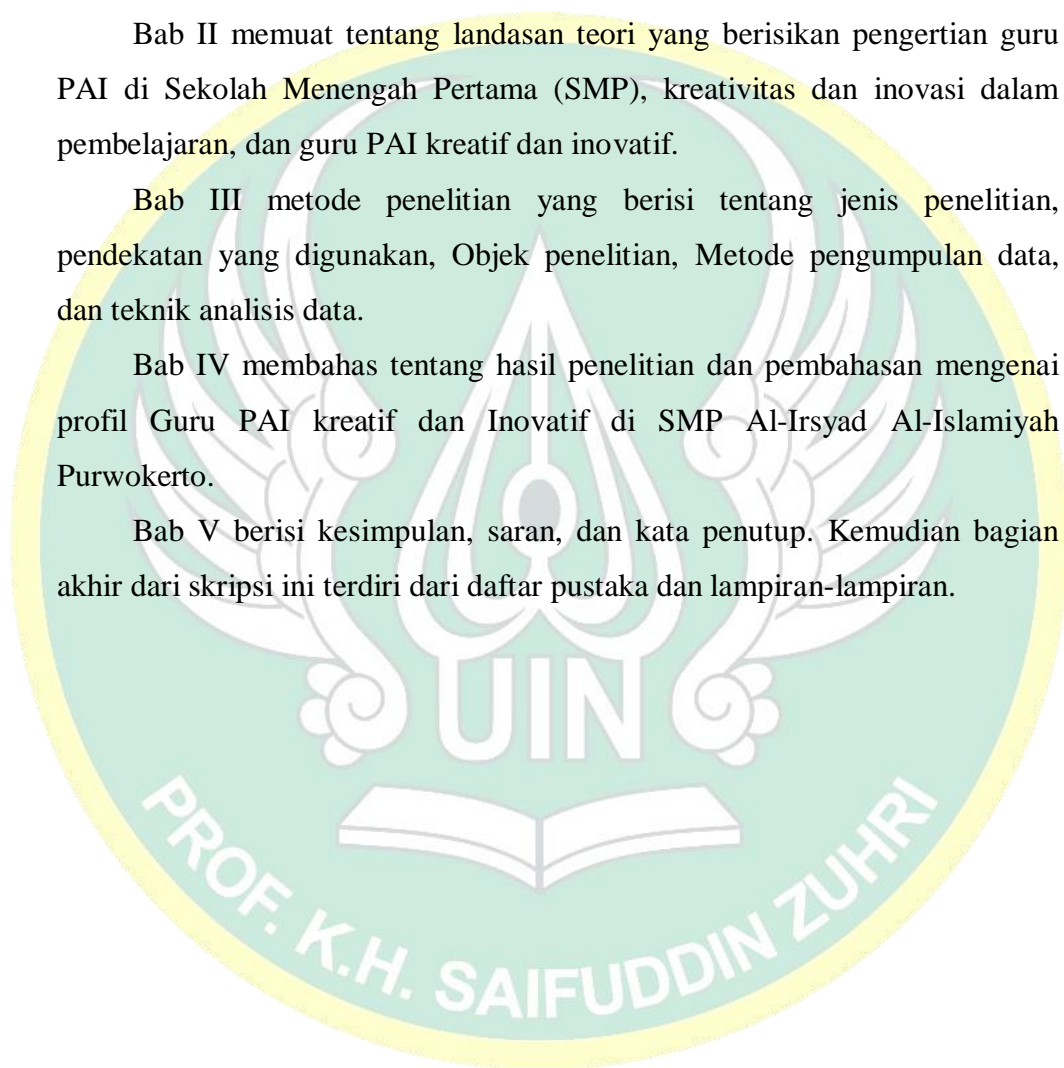 Bab II memuat tentang landasan teori yang berisikan pengertian guru
PAI di Sekolah Menengah Pertama (SMP), kreativitas dan inovasi dalam
pembelajaran, dan guru PAI kreatif dan inovatif.
Bab III metode penelitian yang berisi tentang jenis penelitian,
pendekatan yang digunakan, Objek penelitian, Metode pengumpulan data,
dan teknik analisis data.
Bab IV membahas tentang hasil penelitian dan pembahasan mengenai
profil Guru PAI kreatif dan Inovatif di SMP Al-Irsyad Al-Islamiyah
Purwokerto.
Bab V berisi kesimpulan, saran, dan kata penutup. Kemudian bagian
akhir dari skripsi ini terdiri dari daftar pustaka dan lampiran-lampiran.
UIN
PROF. K.H. SAIFUDDIN ZUHRI